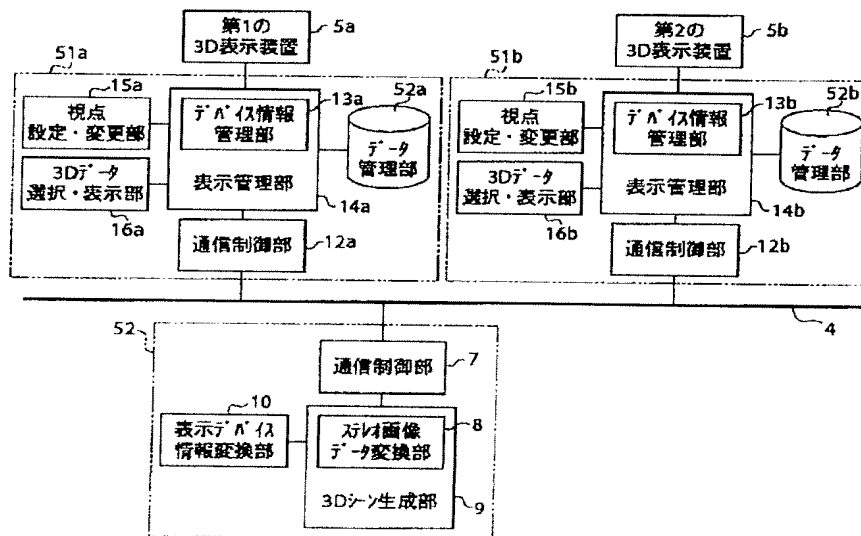 第1の
3D表示装置
5a
第2の
3D表示装置
5b
51a
15a
視点
設定・変更部
13a
デバイス情報
管理部
52a
データ
管理部
3Dデータ
選択・表示部
表示管理部
16a
14a
通信制御部
12a
51b
15b
視点
設定・変更部
13b
デバイス情報
管理部
52b
データ
管理部
3Dデータ
選択・表示部
表示管理部
16b
14b
通信制御部
12b
4
52
通信制御部
7
10
表示デバイス
情報変換部
ステレオ画像
データ変換部
8
3Dシーン生成部
9